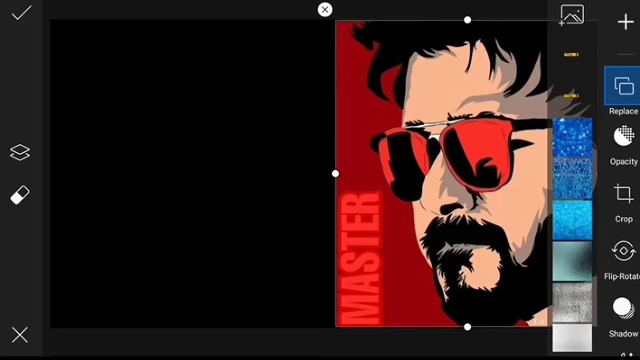 MASTER
Replace
Opacity
Crop
Flip-Rotate
Shadow